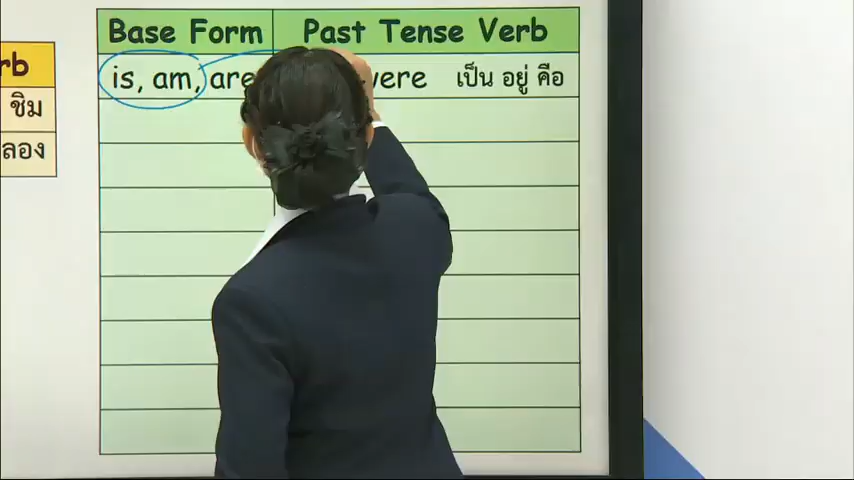 Base Form Past Tense Verb
is, am, are were เป็น อยู่ คือ
rb
ชิม
ลอง